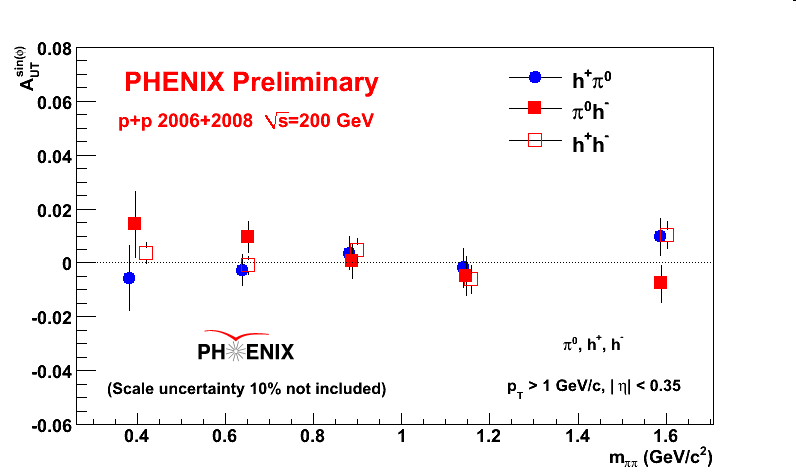 A_UT^sin(ϕ)
0.08
0.06
0.04
0.02
0
-0.02
-0.04
-0.06
PHENIX Preliminary
p+p 2006+2008 √s=200 GeV
h⁺π⁰
π⁰h⁻
h⁺h⁻
PHENIX
(Scale uncertainty 10% not included)
π⁰, h⁺, h⁻
p_T > 1 GeV/c, | η| < 0.35
0.4 0.6 0.8 1 1.2 1.4 1.6
m_ππ (GeV/c²)